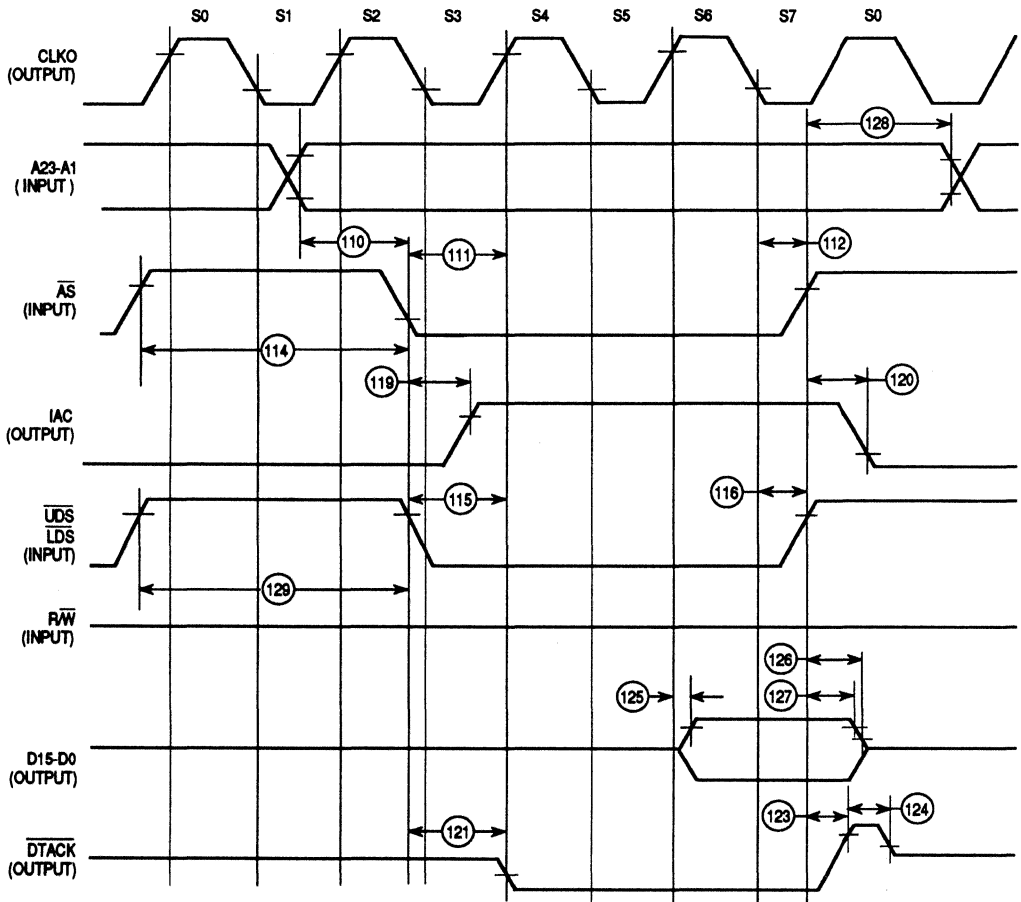 S0 S1 S2 S3 S4 S5 S6 S7 S0
CLKO
(OUTPUT)
128
A23-A1
( INPUT )
110 111 112
AS
(INPUT)
114
119 120
IAC
(OUTPUT)
115 116
UDS
LDS
(INPUT)
129
R/W
(INPUT)
126
125 127
D15-D0
(OUTPUT)
123 124
121
DTACK
(OUTPUT)